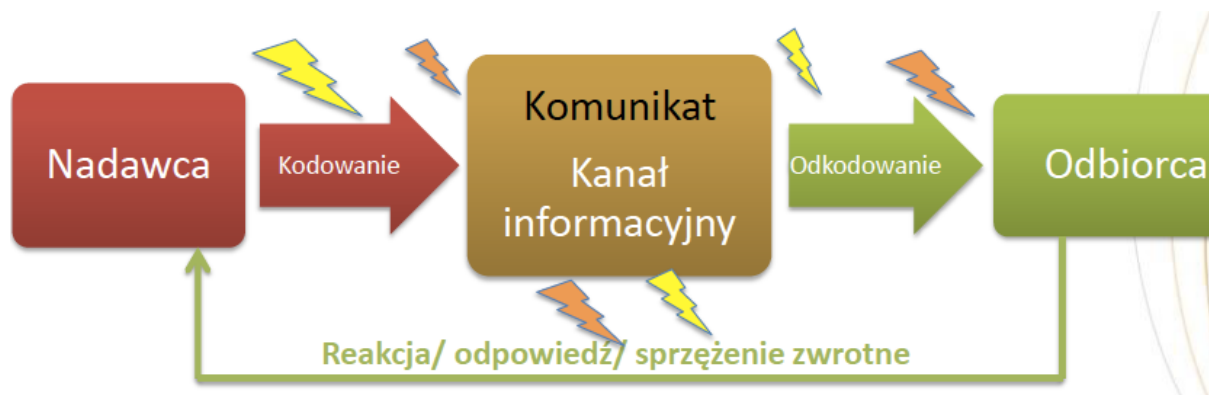 Nadawca
Kodowanie
Komunikat
Kanał
informacyjny
Odkodowanie
Odbiorca
Reakcja/ odpowiedź/ sprzężenie zwrotne